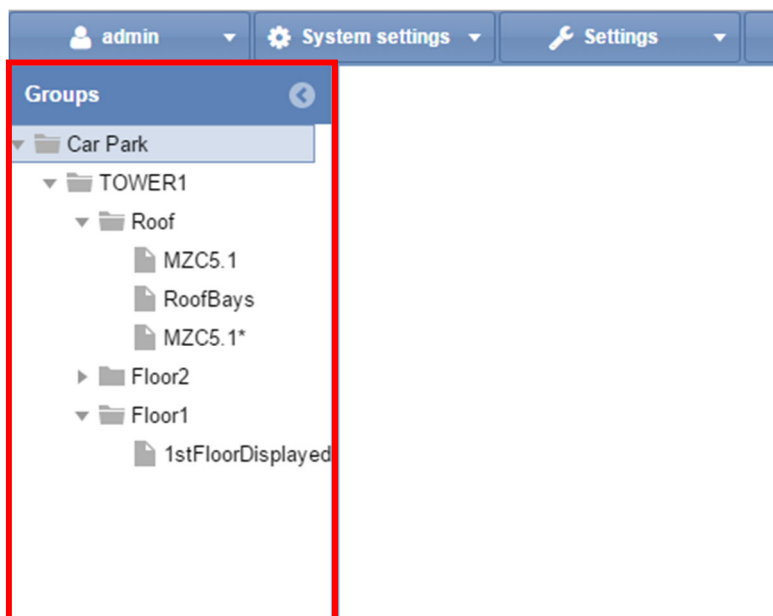 admin System settings Settings
Groups
Car Park
TOWER1
Roof
MZC5.1
RoofBays
MZC5.1*
Floor2
Floor1
1stFloorDisplayed